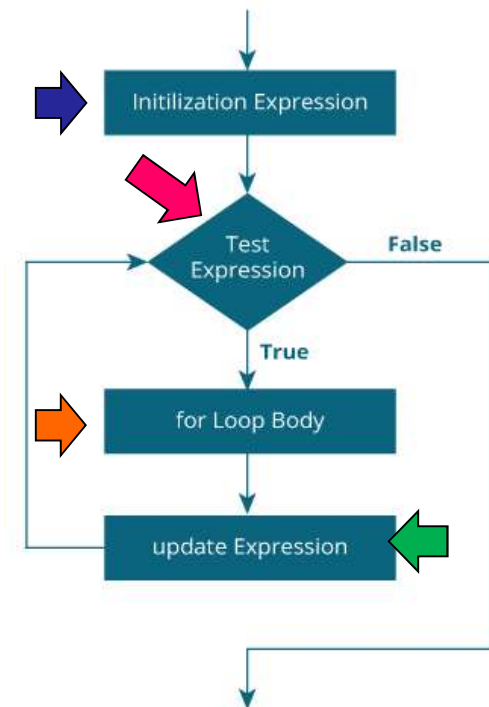 Initilization Expression
Test
Expression
False
True
for Loop Body
update Expression